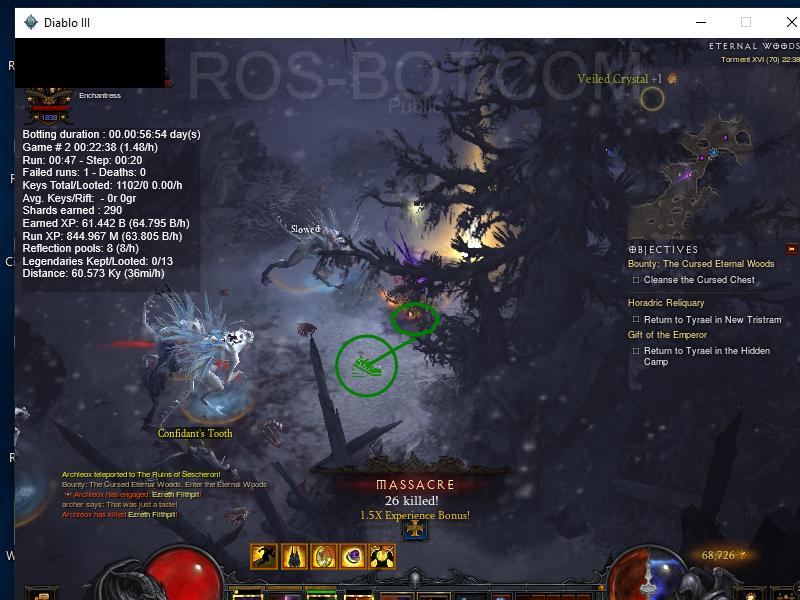 Diablo III
ETERNAL WOODS
Torment XVI (70) 22:38
ROS-BOT.COM
Public
Veiled Crystal +1
Enchantress
1838
Botting duration : 00.00:56:54 day(s)
Game # 2 00:22:38 (1.48/h)
Run: 00:47 - Step: 00:20
Failed runs: 1 - Deaths: 0
Keys Total/Looted: 1102/0 0.00/h
Avg. Keys/Rift:  - 0r 0gr
Shards earned : 290
Earned XP: 61.442 B (64.795 B/h)
Run XP: 844.967 M (63.805 B/h)
Reflection pools: 8 (8/h)
Legendaries Kept/Looted: 0/13
Distance: 60.573 Ky (36mi/h)
Slowed
OBJECTIVES
Bounty: The Cursed Eternal Woods
Cleanse the Cursed Chest
Horadric Reliquary
Return to Tyrael in New Tristram
Gift of the Emperor
Return to Tyrael in the Hidden
Camp
Confidant's Tooth
Archleox teleported to The Ruins of Sescheron!
Bounty: The Cursed Eternal Woods. Enter the Eternal Woods
Archleox has engaged: Ezreth Filthpit!
archer says: That was just a taste!
Archleox has killed Ezreth Filthpit!
MASSACRE
26 killed!
1.5X Experience Bonus!
68,726